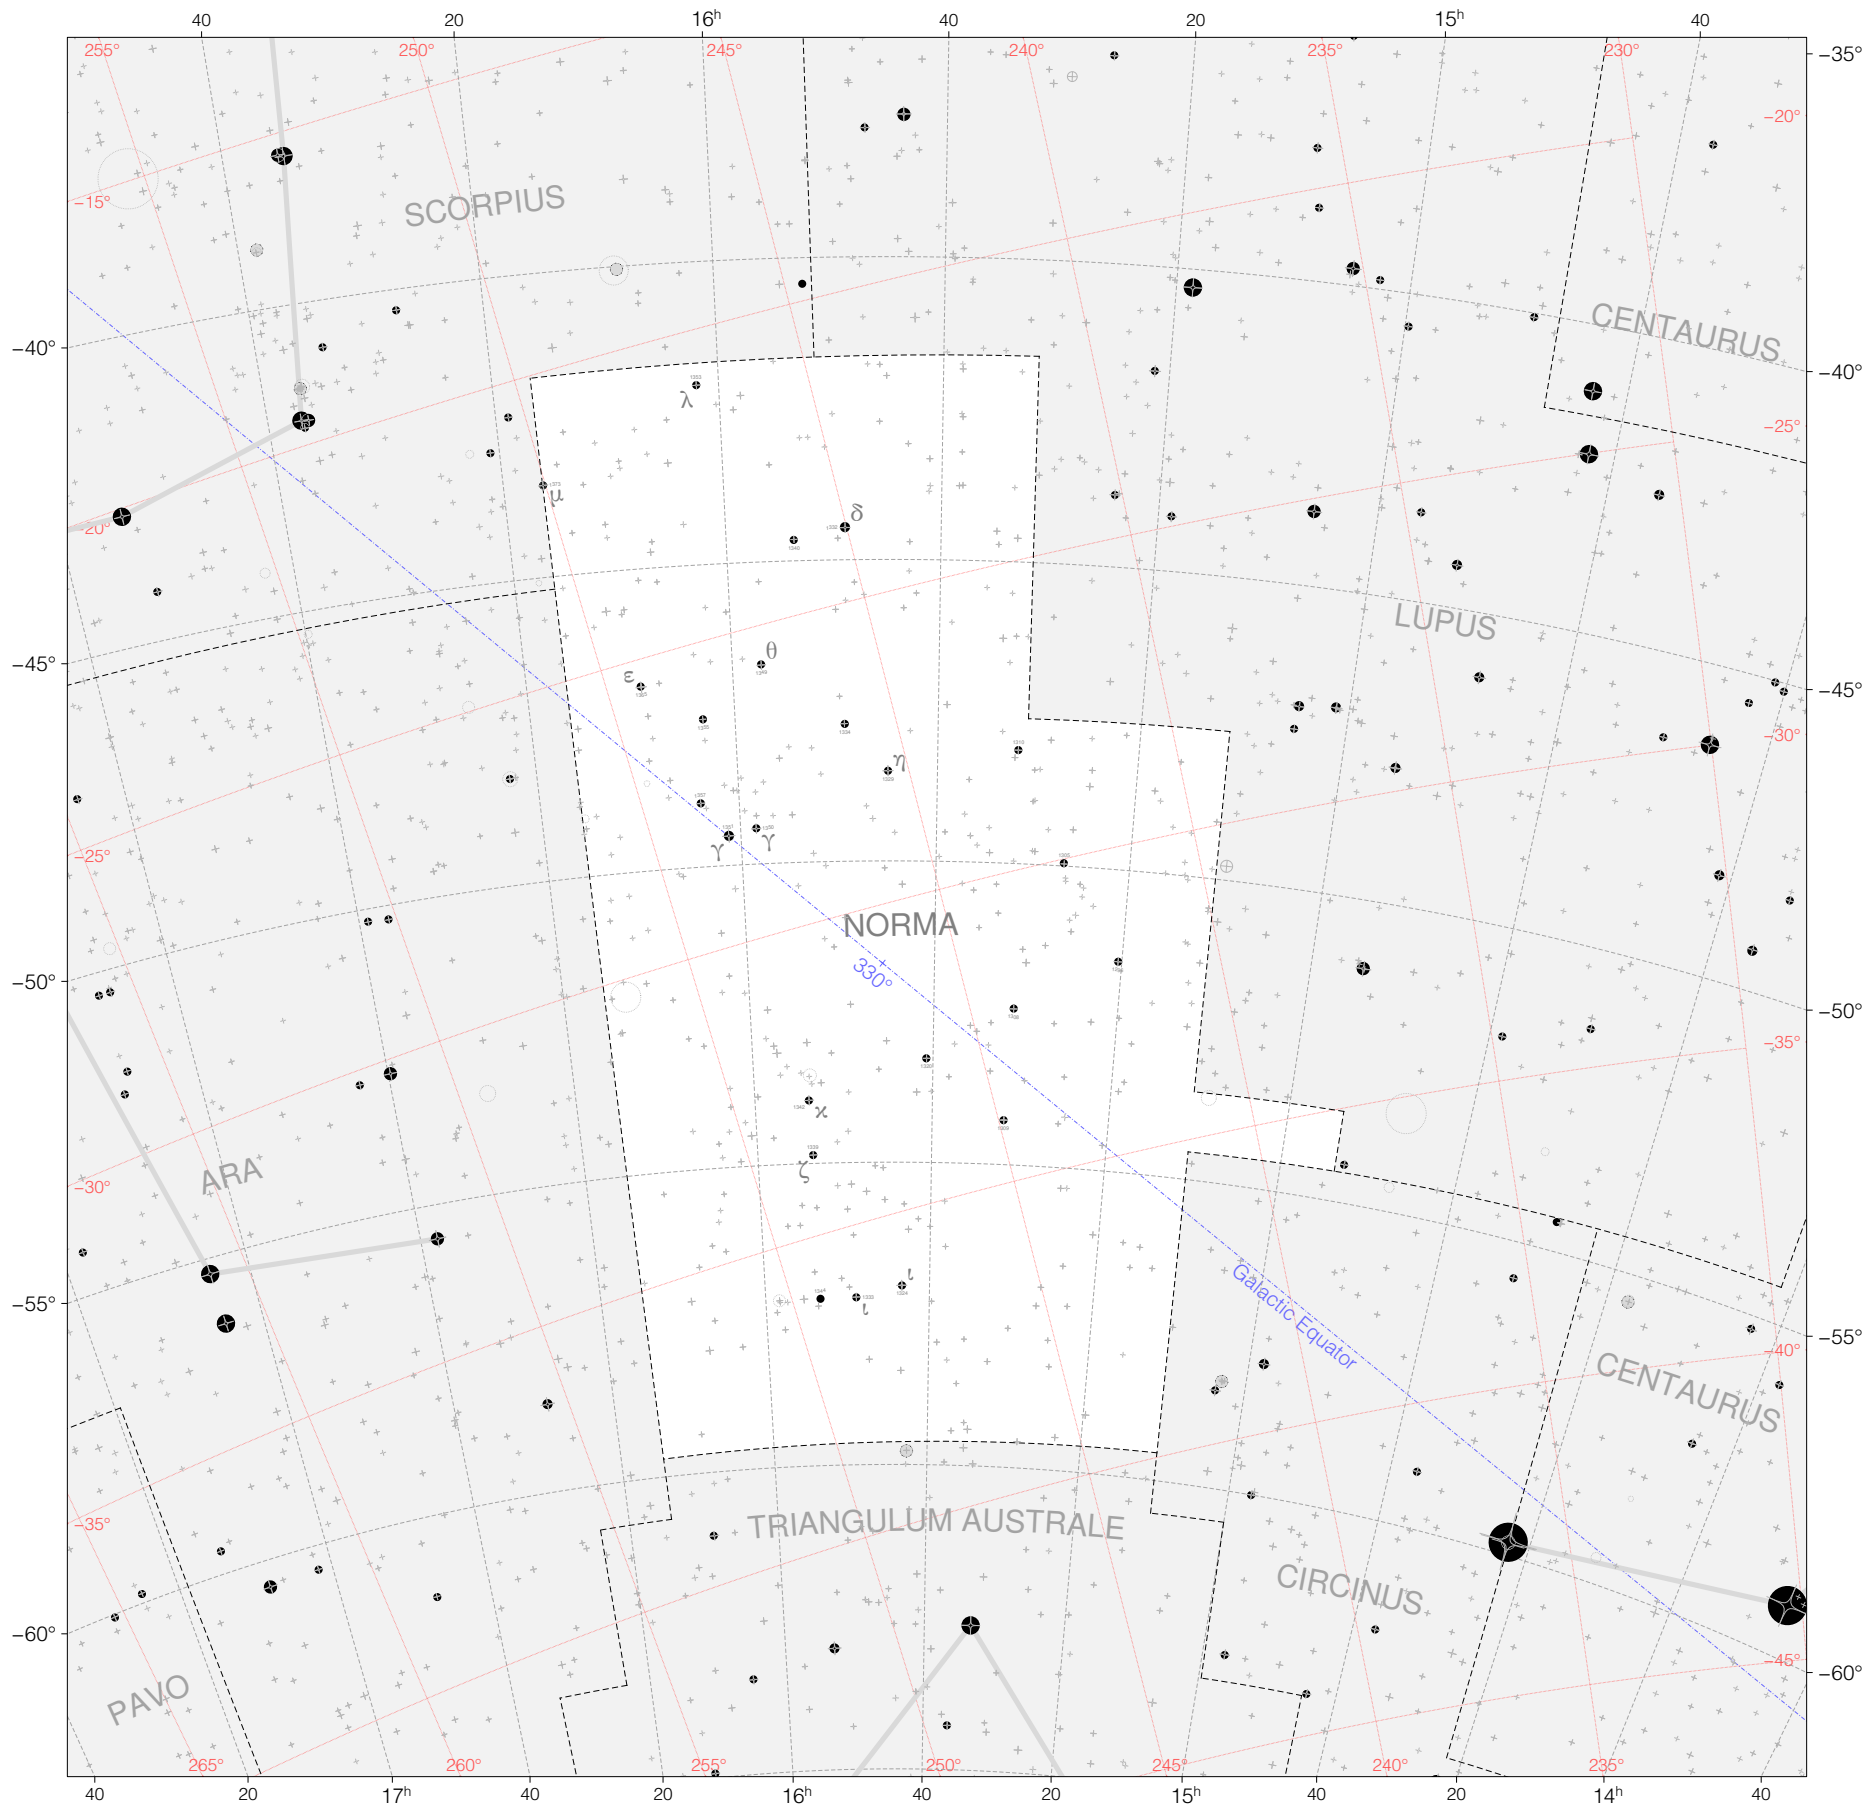 40 20 16h 40 20 15h 40
255° 250° 245° 240° 235° 230°
−35°
−20°
−15°
SCORPIUS
CENTAURUS
−40° −40°
λ
−25°
μ
δ
−20°
LUPUS
θ
ε
−45° −45°
−30°
η
γ γ
−25°
NORMA
330°
−50° −50°
−35°
ϰ
ζ
ARA
−30°
ι
ι
Galactic Equator
−55° −55°
−40°
CENTAURUS
TRIANGULUM AUSTRALE
−35°
CIRCINUS
−60° −60°
−45°
PAVO
265° 260° 255° 250° 245° 240° 235°
40 20 17h 40 20 16h 40 20 15h 40 20 14h 40